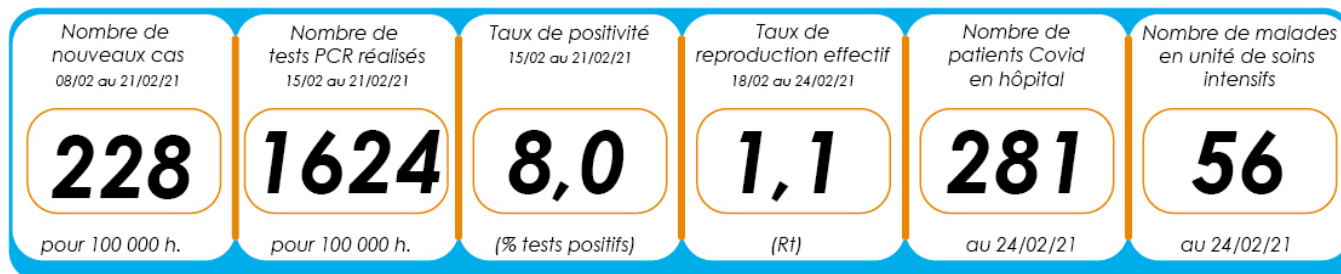 Nombre de
nouveaux cas
08/02 au 21/02/21
228
pour 100 000 h.
Nombre de
tests PCR réalisés
15/02 au 21/02/21
1624
pour 100 000 h.
Taux de positivité
15/02 au 21/02/21
8,0
(% tests positifs)
Taux de
reproduction effectif
18/02 au 24/02/21
1,1
(Rt)
Nombre de
patients Covid
en hôpital
281
au 24/02/21
Nombre de malades
en unité de soins
intensifs
56
au 24/02/21